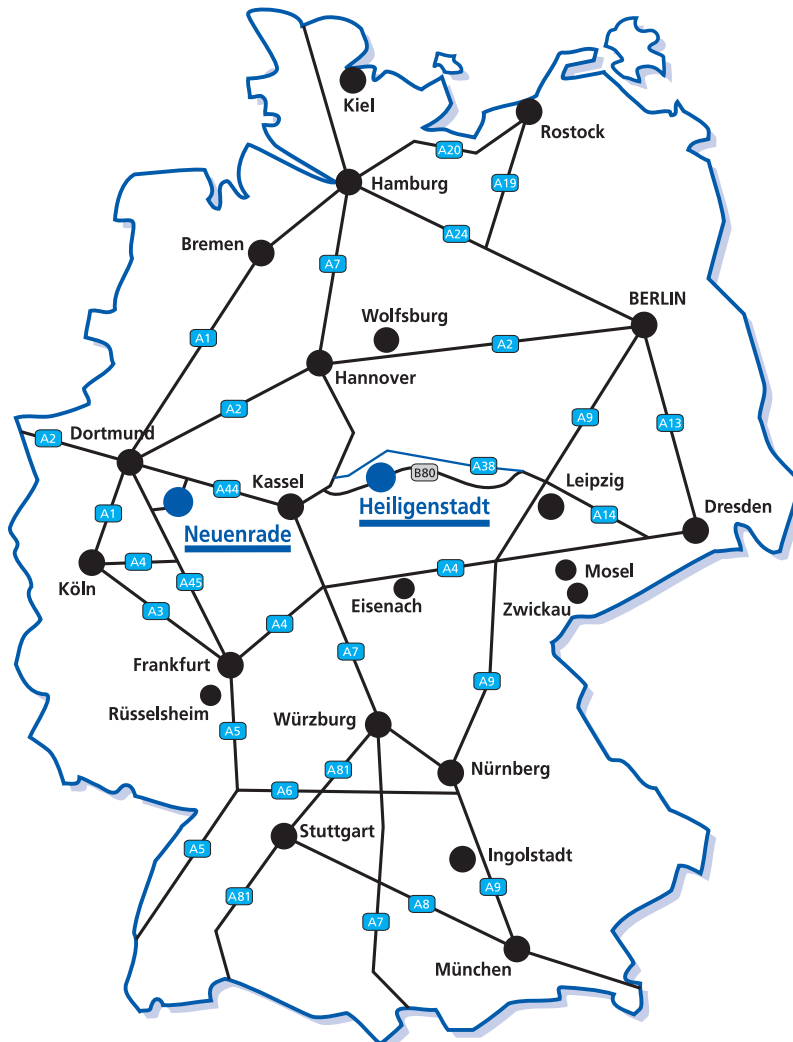 Kiel
Rostock
A20
Hamburg
A19
Bremen
A24
A7
BERLIN
Wolfsburg
A1
A2
Hannover
A2
A9
A13
A2
Dortmund
A44
Kassel
B80
A38
Leipzig
Heiligenstadt
Dresden
A1
Neuenrade
A14
A4
Köln
A45
A4
Mosel
Eisenach
Zwickau
A3
A4
Frankfurt
A7
A9
Rüsselsheim
Würzburg
A5
A81
Nürnberg
A6
Stuttgart
A5
Ingolstadt
A9
A81
A8
A7
München